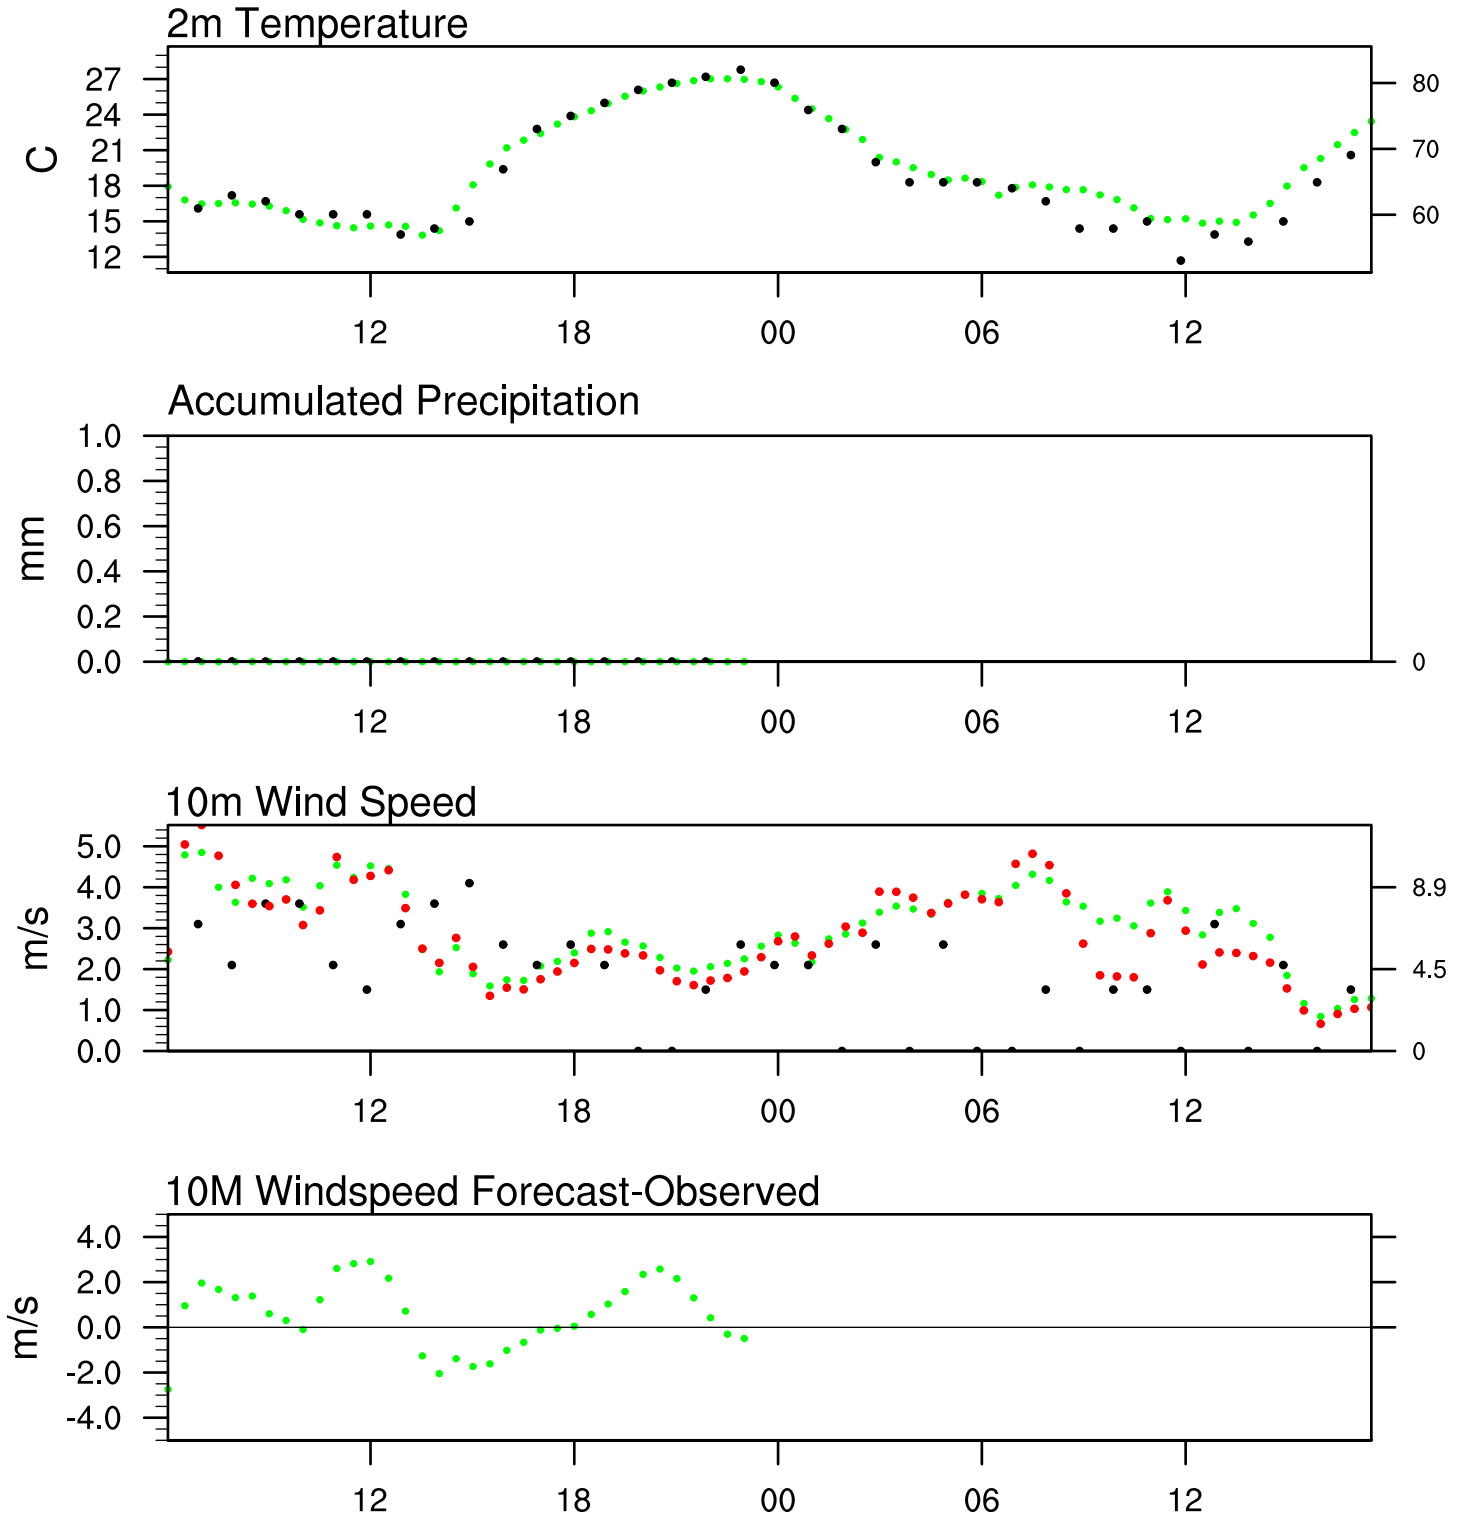 2m Temperature
27
24
21
18
15
12
C
80
70
60
12 18 00 06 12
Accumulated Precipitation
1.0
0.8
0.6
0.4
0.2
0.0
mm
0
12 18 00 06 12
10m Wind Speed
5.0
4.0
3.0
2.0
1.0
0.0
m/s
8.9
4.5
0
12 18 00 06 12
10M Windspeed Forecast-Observed
4.0
2.0
0.0
-2.0
-4.0
m/s
12 18 00 06 12